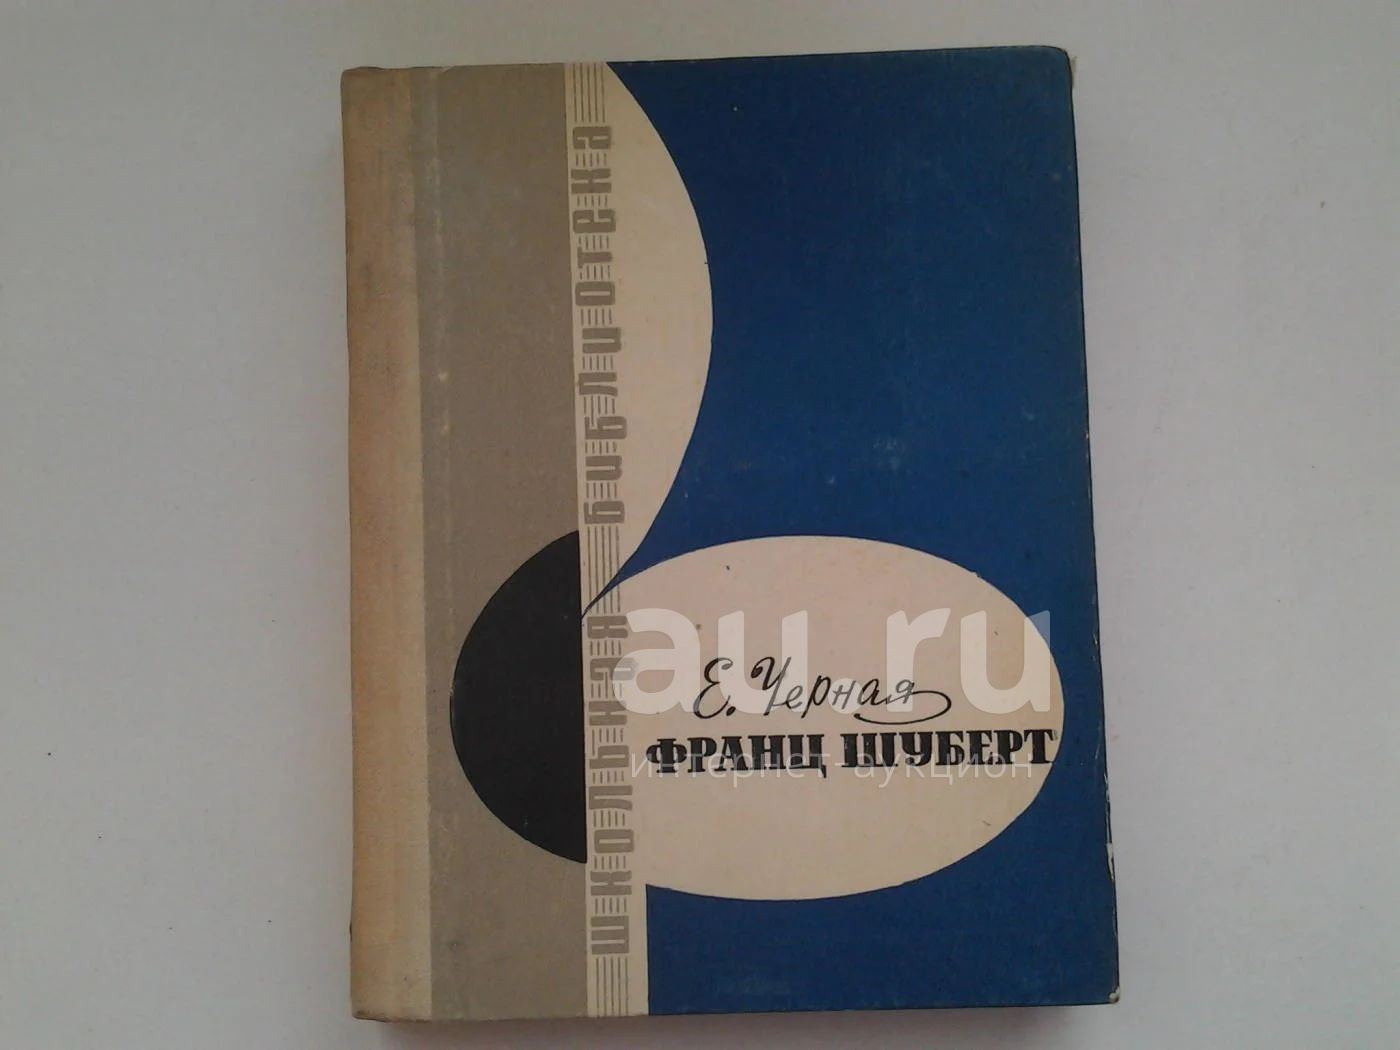 школьная библиотека
Е. Черная
ФРАНЦ ШУБЕРТ
au.ru
интернет-аукцион